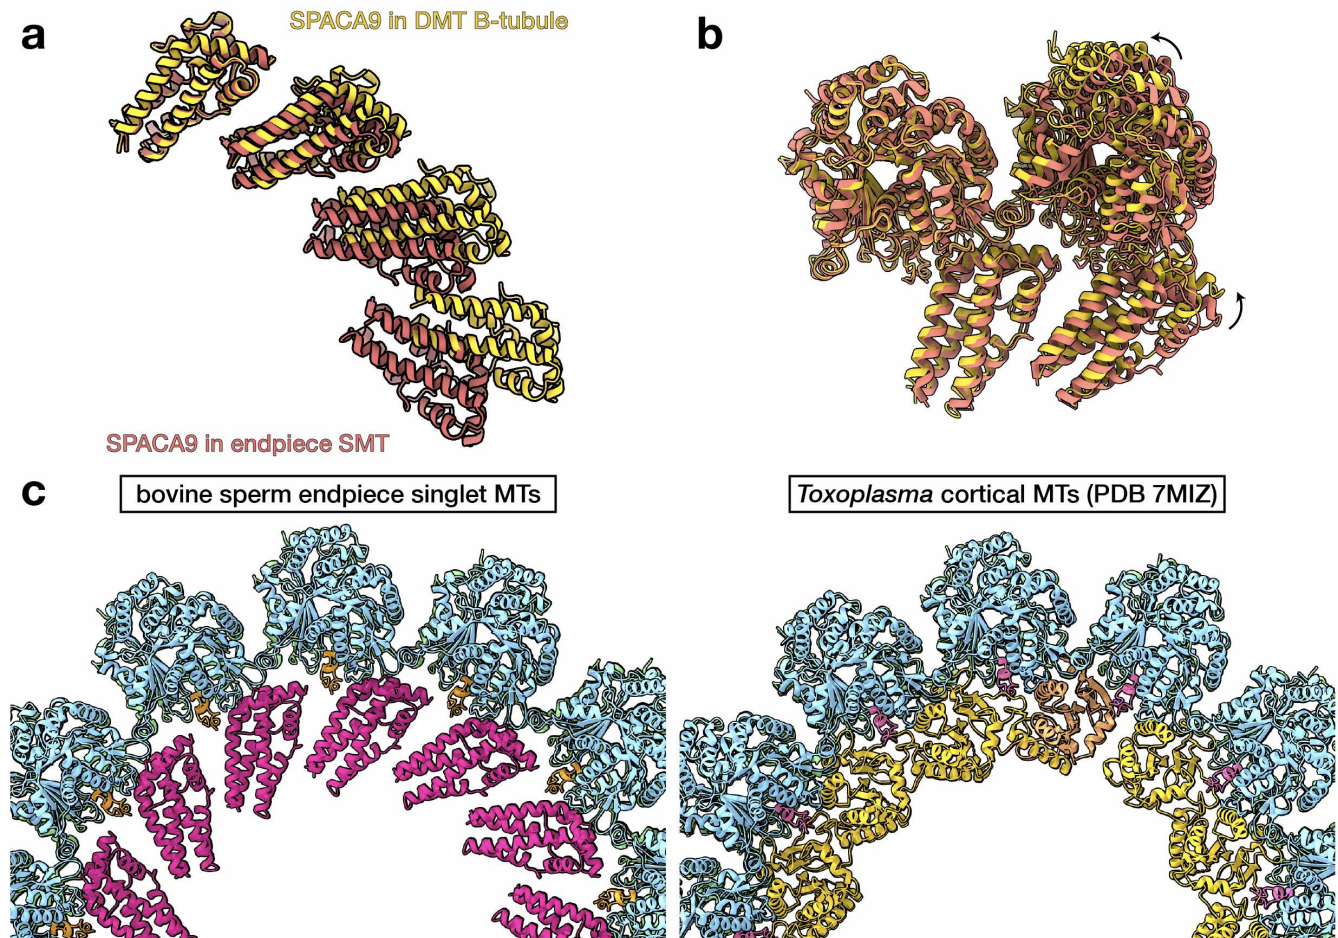 a
SPACA9 in DMT B-tubule
b
SPACA9 in endpiece SMT
c
bovine sperm endpiece singlet MTs
Toxoplasma cortical MTs (PDB 7MIZ)